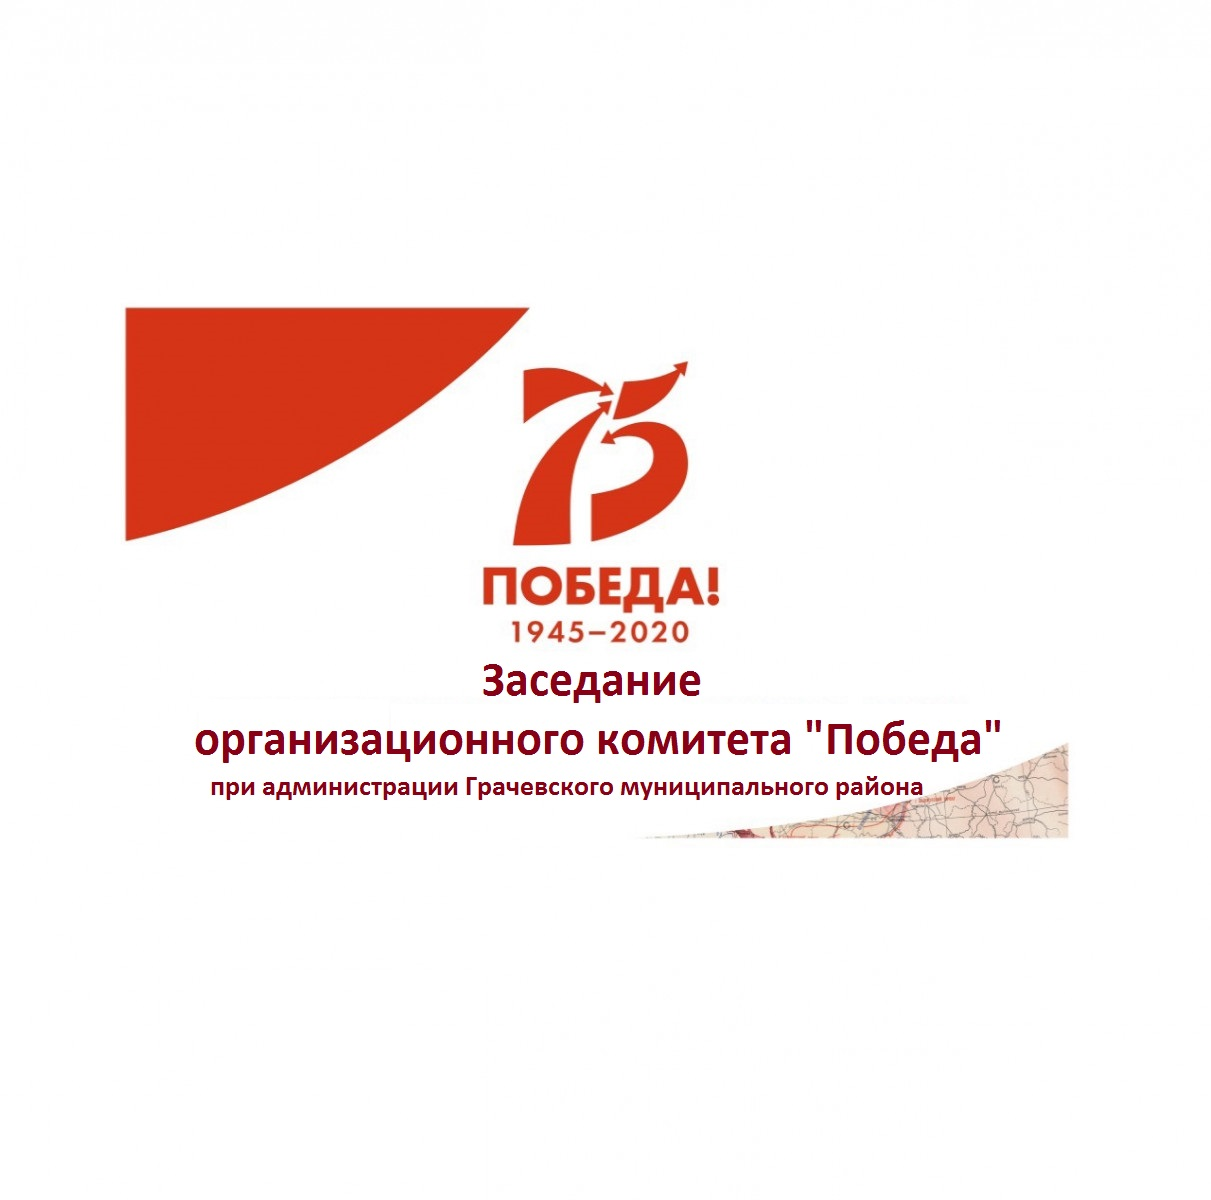 75
ПОБЕДА!
1945–2020
Заседание
организационного комитета "Победа"
при администрации Грачевского муниципального района